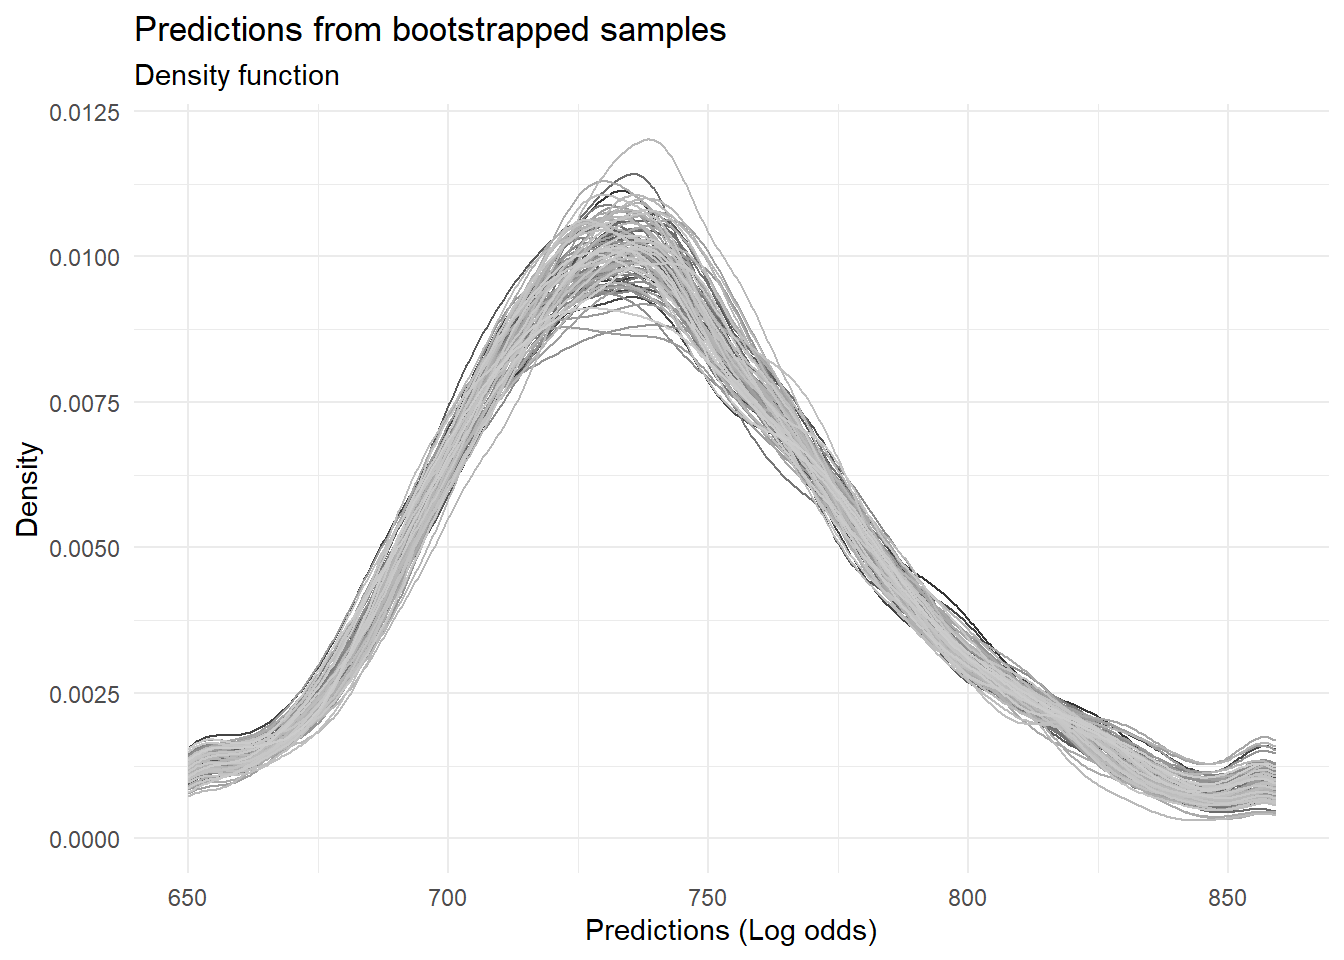 Predictions from bootstrapped samples
Density function
0.0125
0.0100
0.0075
0.0050
0.0025
0.0000
Density
650 700 750 800 850
Predictions (Log odds)